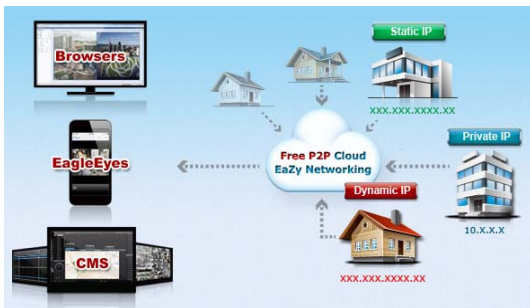 Browsers
Static IP
XXX.XXX.XXXX.XX
EagleEyes
Free P2P Cloud
EaZy Networking
Private IP
10.X.X.X
Dynamic IP
XXX.XXX.XXXX.XX
CMS